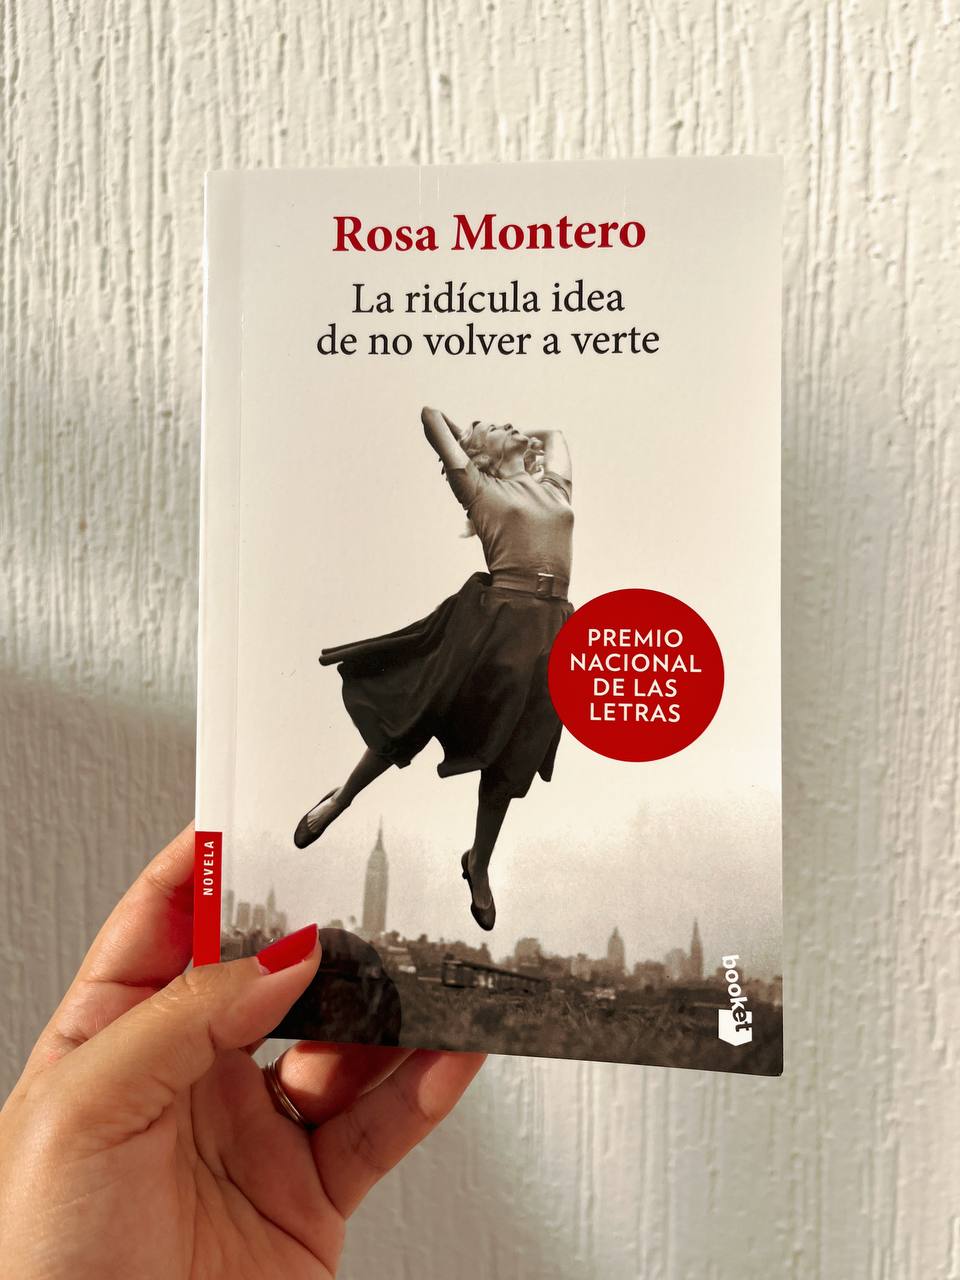 Rosa Montero
La ridícula idea
de no volver a verte
PREMIO
NACIONAL
DE LAS
LETRAS
NOVELA
booket